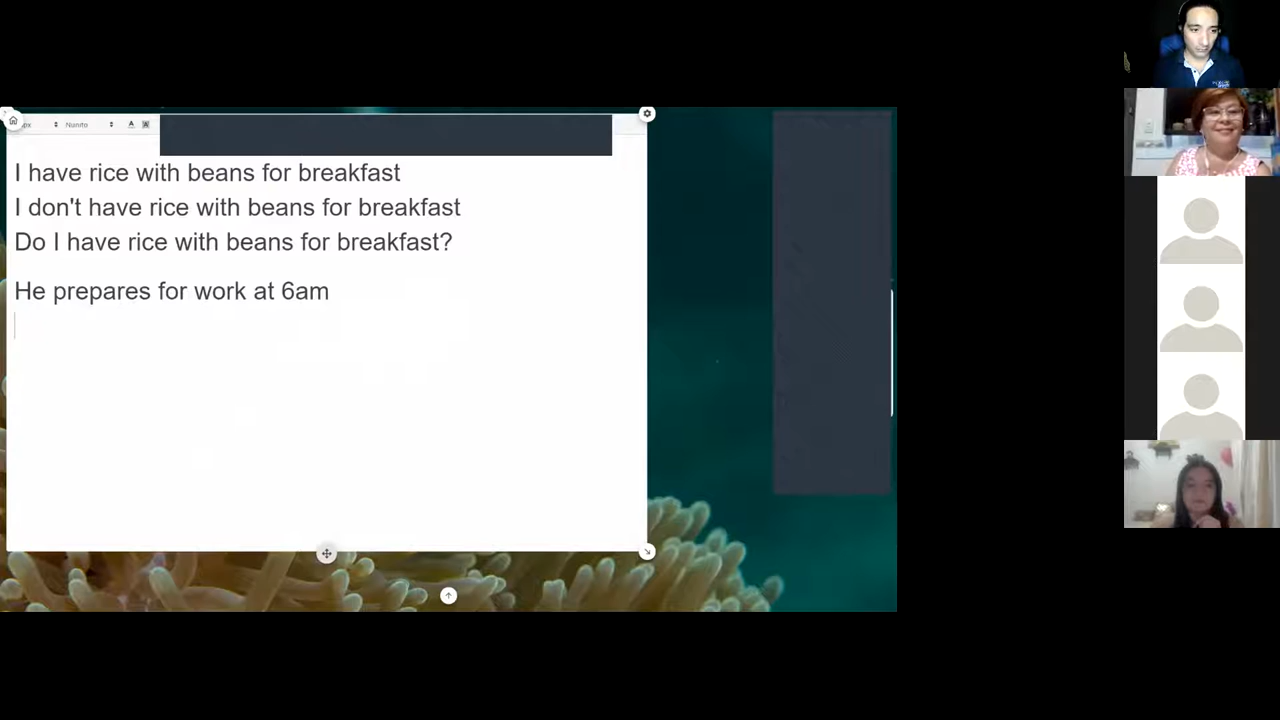 Nunito
I have rice with beans for breakfast
I don't have rice with beans for breakfast
Do I have rice with beans for breakfast?
He prepares for work at 6am